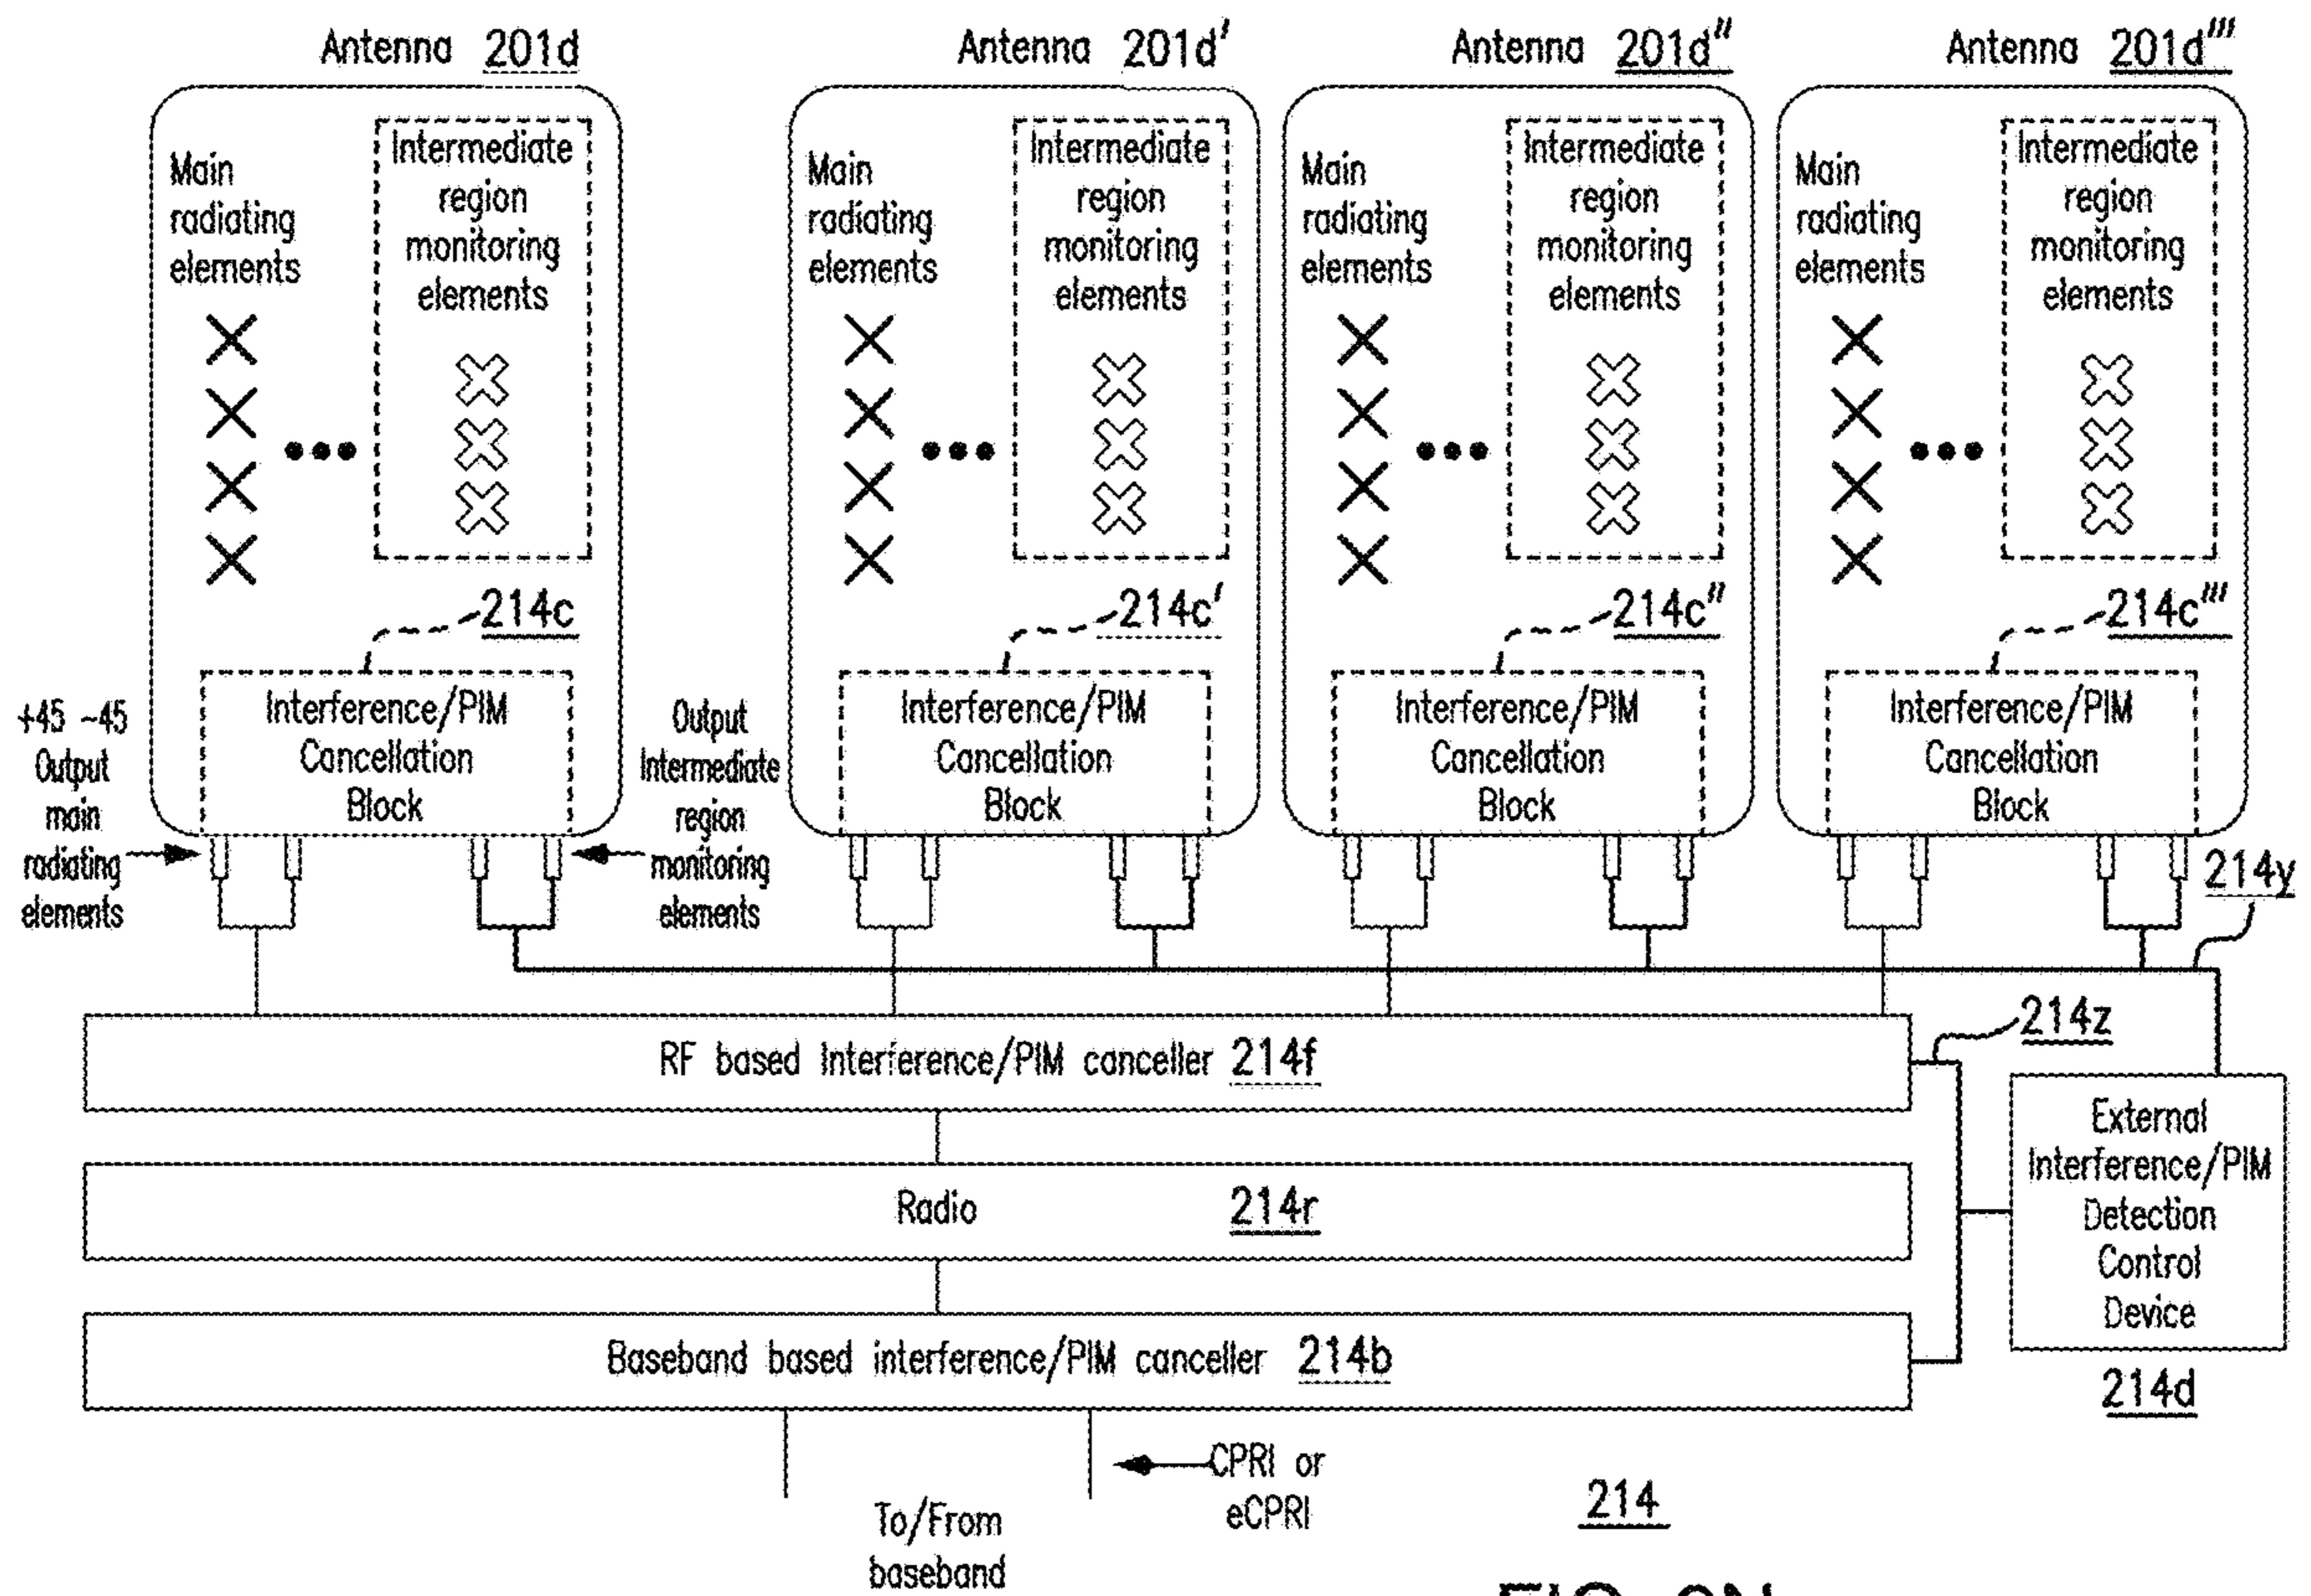 Antenna 201d
Antenna 201d'
Antenna 201d''
Antenna 201d'''
Main
radiating
elements
Intermediate
region
monitoring
elements
214c
Interference/PIM
Cancellation
Block
Main
radiating
elements
Intermediate
region
monitoring
elements
214c'
Interference/PIM
Cancellation
Block
Main
radiating
elements
Intermediate
region
monitoring
elements
214c''
Interference/PIM
Cancellation
Block
Main
radiating
elements
Intermediate
region
monitoring
elements
214c'''
Interference/PIM
Cancellation
Block
+45 -45
Output
main
radiating
elements
Output
Intermediate
region
monitoring
elements
214y
214z
RF based Interference/PIM canceller 214f
Radio 214r
Baseband based interference/PIM canceller 214b
External
Interference/PIM
Detection
Control
Device
214d
CPRI or
eCPRI
To/From
baseband
214